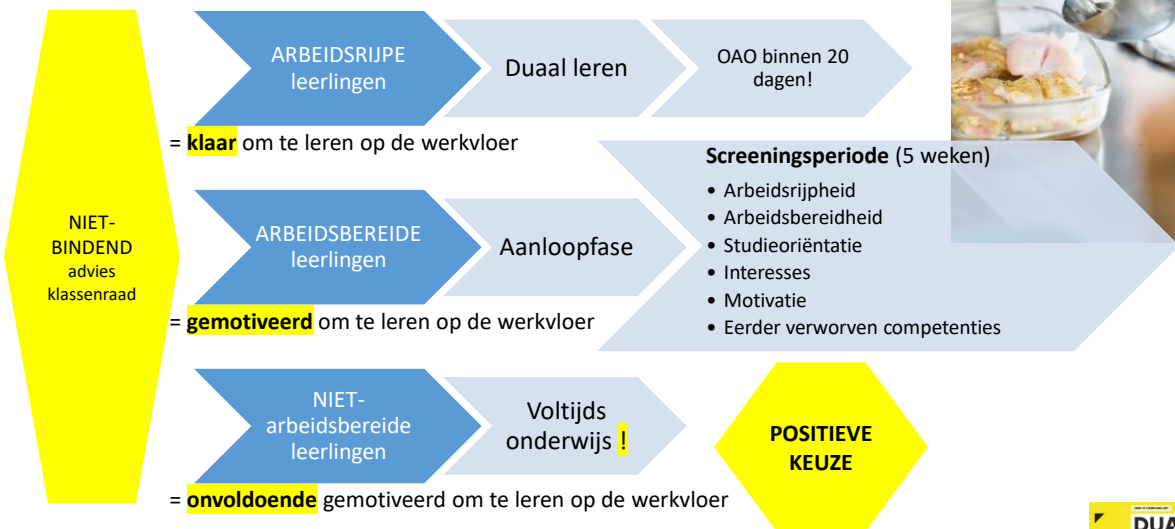 NIET-
BINDEND
advies
klassenraad
ARBEIDSRIJPE
leerlingen
Duaal leren
OAO binnen 20
dagen!
= klaar om te leren op de werkvloer
ARBEIDSBEREIDE
leerlingen
Aanloopfase
Screeningsperiode (5 weken)
• Arbeidsrijpheid
• Arbeidsbereidheid
• Studieoriëntatie
• Interesses
• Motivatie
• Eerder verworven competenties
= gemotiveerd om te leren op de werkvloer
NIET-
arbeidsbereide
leerlingen
Voltijds
onderwijs !
POSITIEVE
KEUZE
= onvoldoende gemotiveerd om te leren op de werkvloer